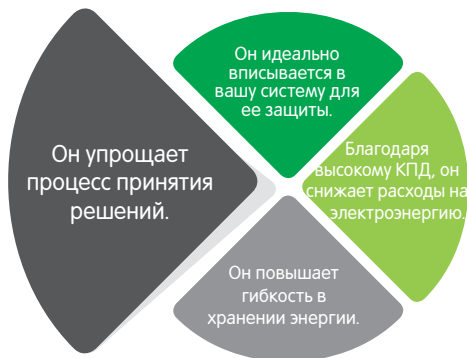 Он упрощает
процесс принятия
решений.
Он идеально
вписывается в
вашу систему для
ее защиты.
Благодаря
высокому КПД, он
снижает расходы на
электроэнергию.
Он повышает
гибкость в
хранении энергии.